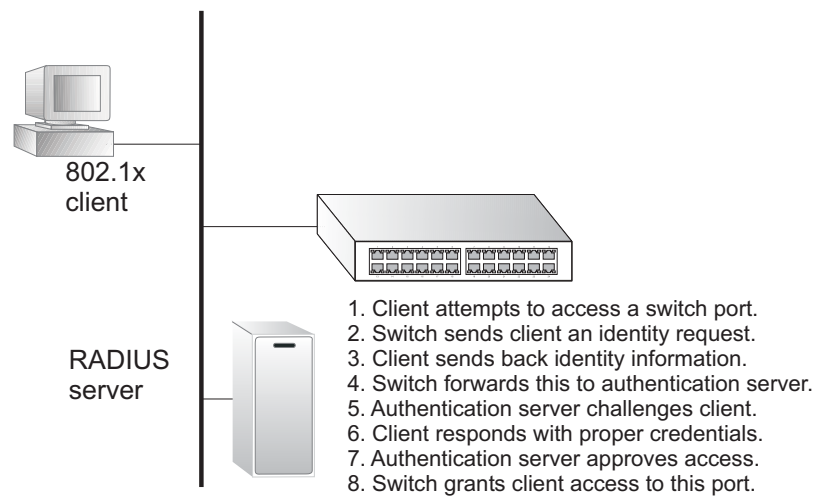 802.1x
client
1. Client attempts to access a switch port.
2. Switch sends client an identity request.
3. Client sends back identity information.
4. Switch forwards this to authentication server.
5. Authentication server challenges client.
6. Client responds with proper credentials.
7. Authentication server approves access.
8. Switch grants client access to this port.
RADIUS
server